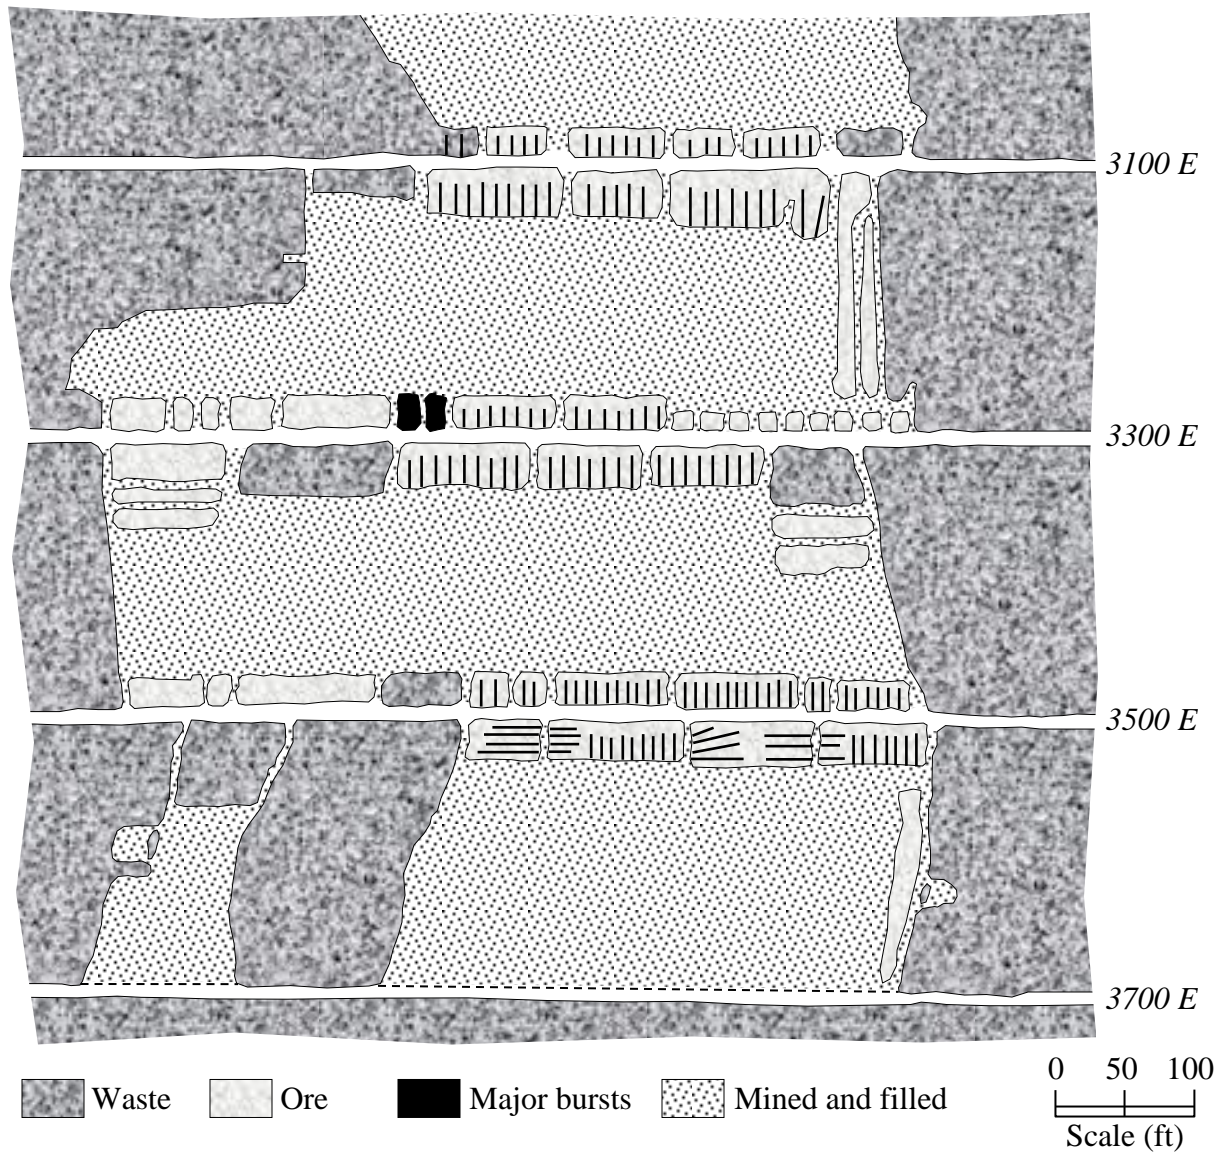 3100 E
3300 E
3500 E
3700 E
0 50 100
Waste Ore Major bursts Mined and filled
Scale (ft)